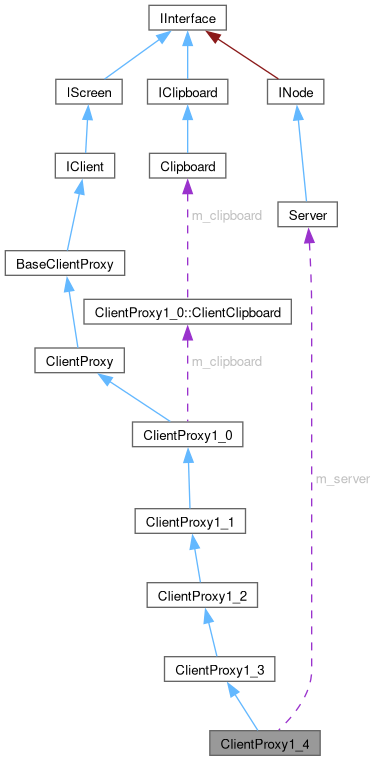 IInterface
IScreen
IClipboard
INode
IClient
Clipboard
Server
m_clipboard
BaseClientProxy
ClientProxy1_0::ClientClipboard
ClientProxy
m_clipboard
ClientProxy1_0
m_server
ClientProxy1_1
ClientProxy1_2
ClientProxy1_3
ClientProxy1_4